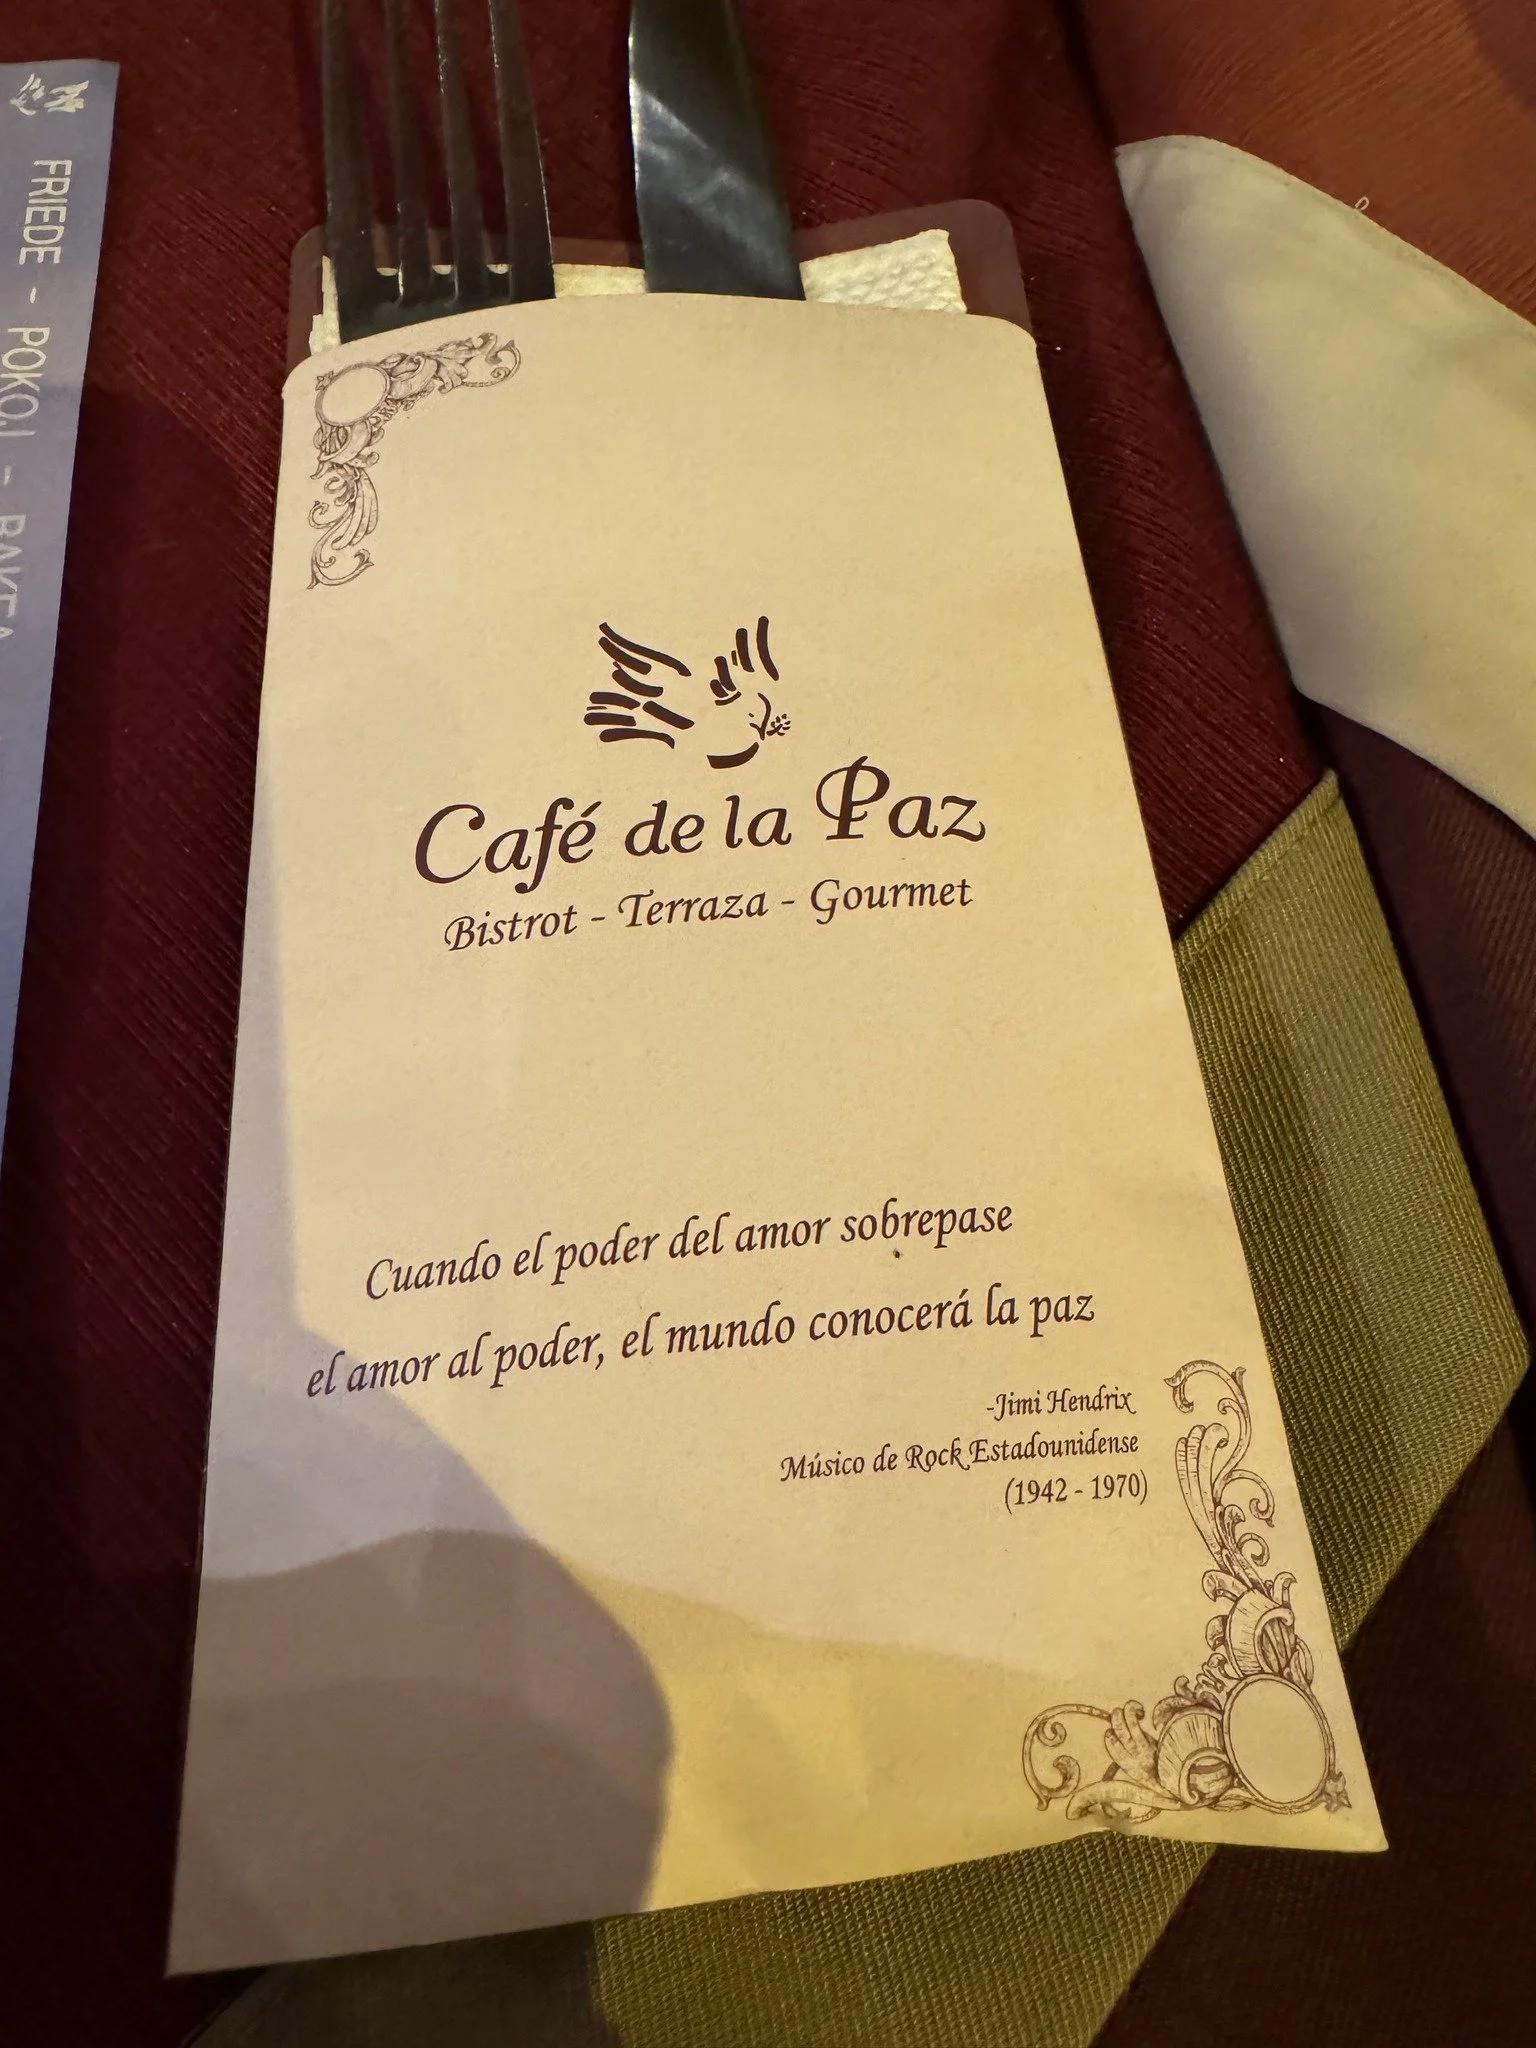 FRIEDE - POKOJ - BAKEA
Café de la Paz
Bistrot - Terraza - Gourmet
Cuando el poder del amor sobrepase
el amor al poder, el mundo conocerá la paz
-Jimi Hendrix
Músico de Rock Estadounidense
(1942 - 1970)